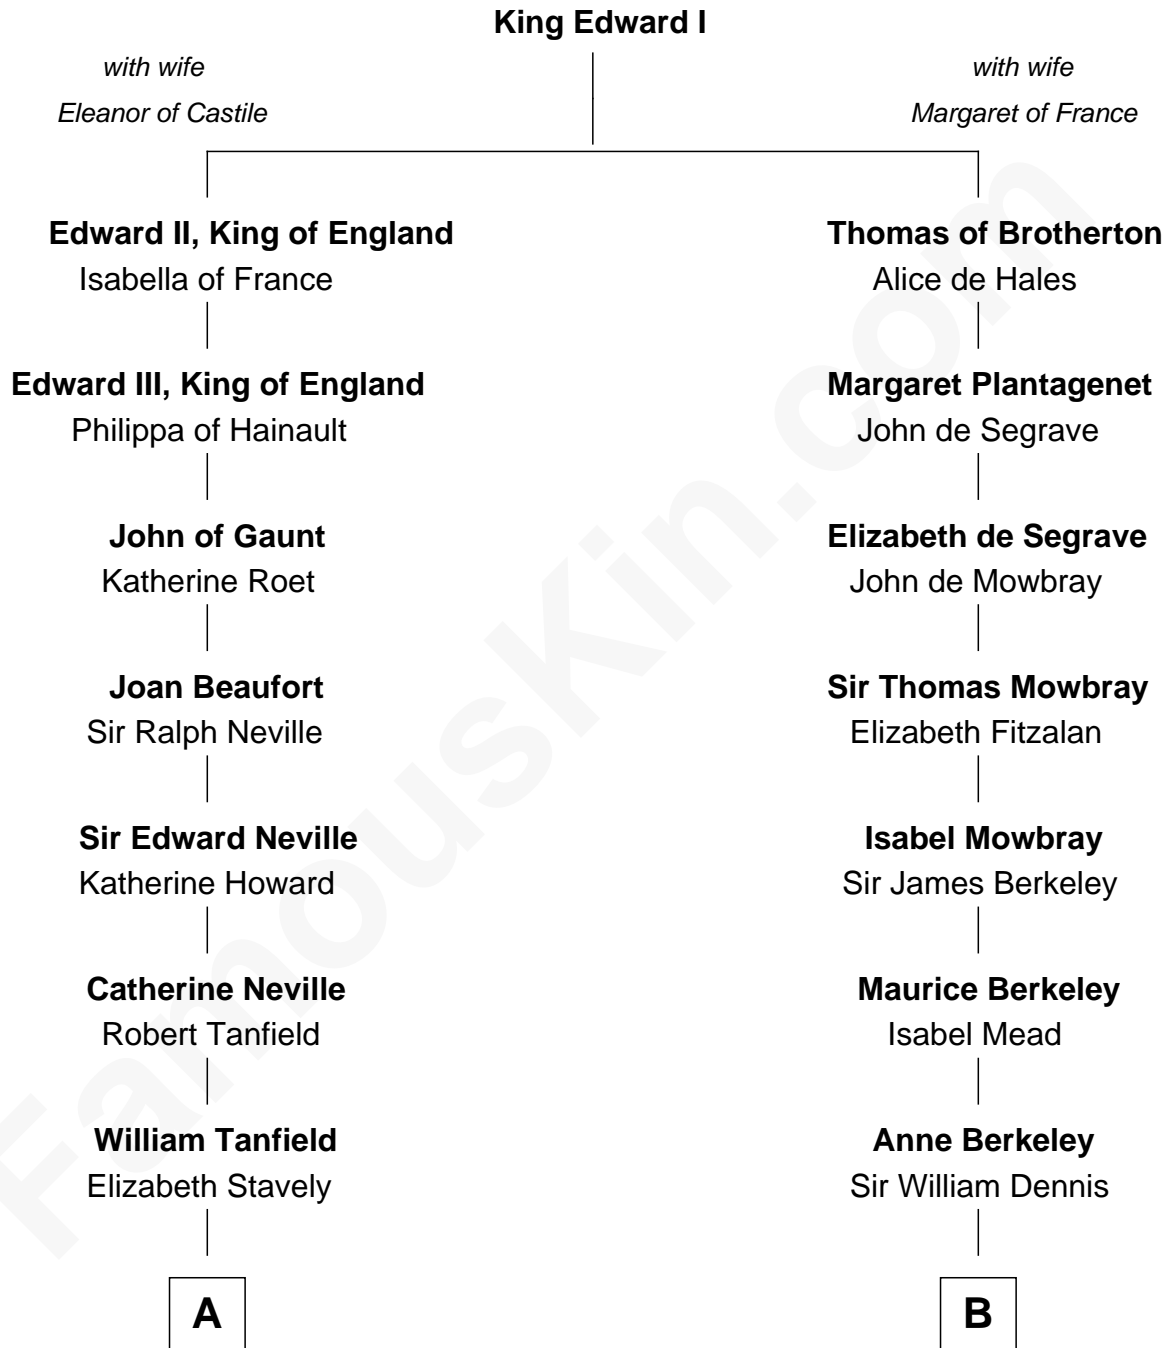 King Edward I
with wife
Eleanor of Castile
with wife
Margaret of France
Edward II, King of England
Isabella of France
Thomas of Brotherton
Alice de Hales
Edward III, King of England
Philippa of Hainault
Margaret Plantagenet
John de Segrave
John of Gaunt
Katherine Roet
Elizabeth de Segrave
John de Mowbray
Joan Beaufort
Sir Ralph Neville
Sir Thomas Mowbray
Elizabeth Fitzalan
Sir Edward Neville
Katherine Howard
Isabel Mowbray
Sir James Berkeley
Catherine Neville
Robert Tanfield
Maurice Berkeley
Isabel Mead
William Tanfield
Elizabeth Stavely
Anne Berkeley
Sir William Dennis
A
B
FamousKin.com